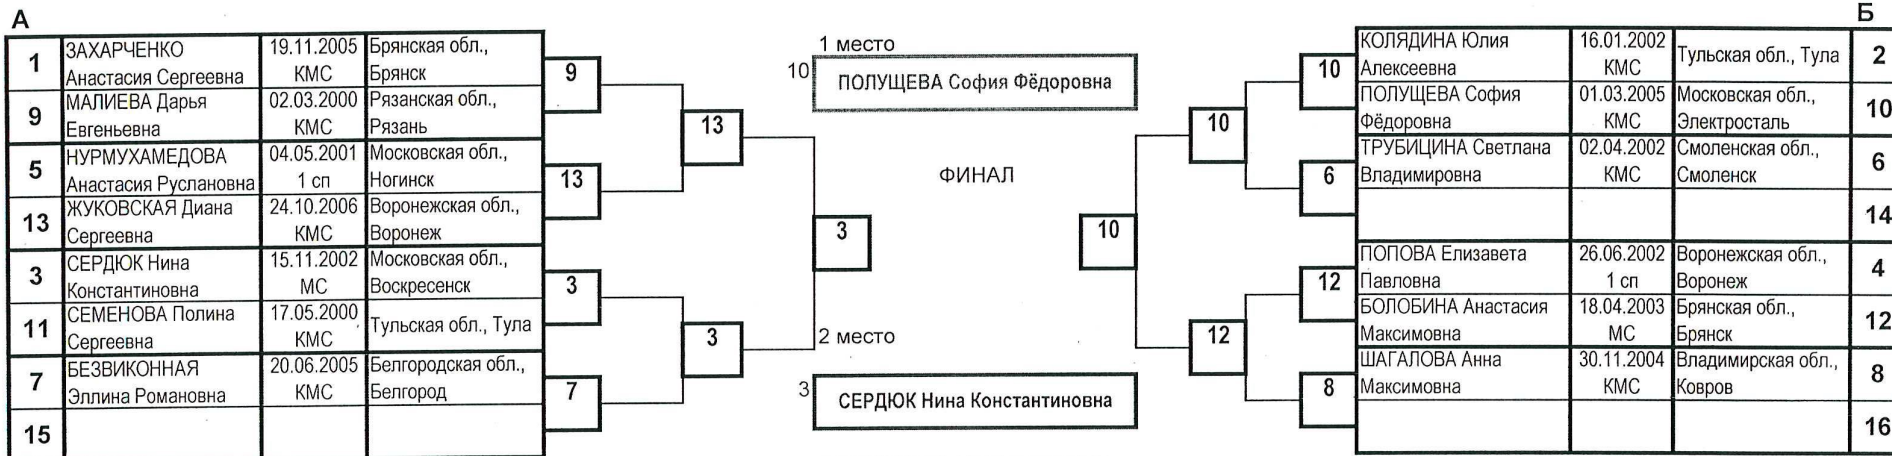 А
1 ЗАХАРЧЕНКО 19.11.2005 Брянская обл.,
Анастасия Сергеевна КМС Брянск
9 МАЛИЕВА Дарья 02.03.2000 Рязанская обл.,
Евгеньевна КМС Рязань
5 НУРМУХАМЕДОВА 04.05.2001 Московская обл.,
Анастасия Руслановна 1 сп Ногинск
13 ЖУКОВСКАЯ Диана 24.10.2006 Воронежская обл.,
Сергеевна КМС Воронеж
3 СЕРДЮК Нина 15.11.2002 Московская обл.,
Константиновна МС Воскресенск
11 СЕМЕНОВА Полина 17.05.2000 Тульская обл., Тула
Сергеевна КМС
7 БЕЗВИКОННАЯ 20.06.2005 Белгородская обл.,
Эллина Романовна КМС Белгород
15
9
13
3
7
13
3
3
1 место
10 ПОЛУЩЕВА София Фёдоровна
ФИНАЛ
2 место
3 СЕРДЮК Нина Константиновна
10
10
12
10
6
12
8
Б
КОЛЯДИНА Юлия 16.01.2002 Тульская обл., Тула 2
Алексеевна КМС
ПОЛУЩЕВА София 01.03.2005 Московская обл., 10
Фёдоровна КМС Электросталь
ТРУБИЦИНА Светлана 02.04.2002 Смоленская обл., 6
Владимировна КМС Смоленск
14
ПОПОВА Елизавета 26.06.2002 Воронежская обл., 4
Павловна 1 сп Воронеж
БОЛОБИНА Анастасия 18.04.2003 Брянская обл., 12
Максимовна МС Брянск
ШАГАЛОВА Анна 30.11.2004 Владимирская обл., 8
Максимовна КМС Ковров
16